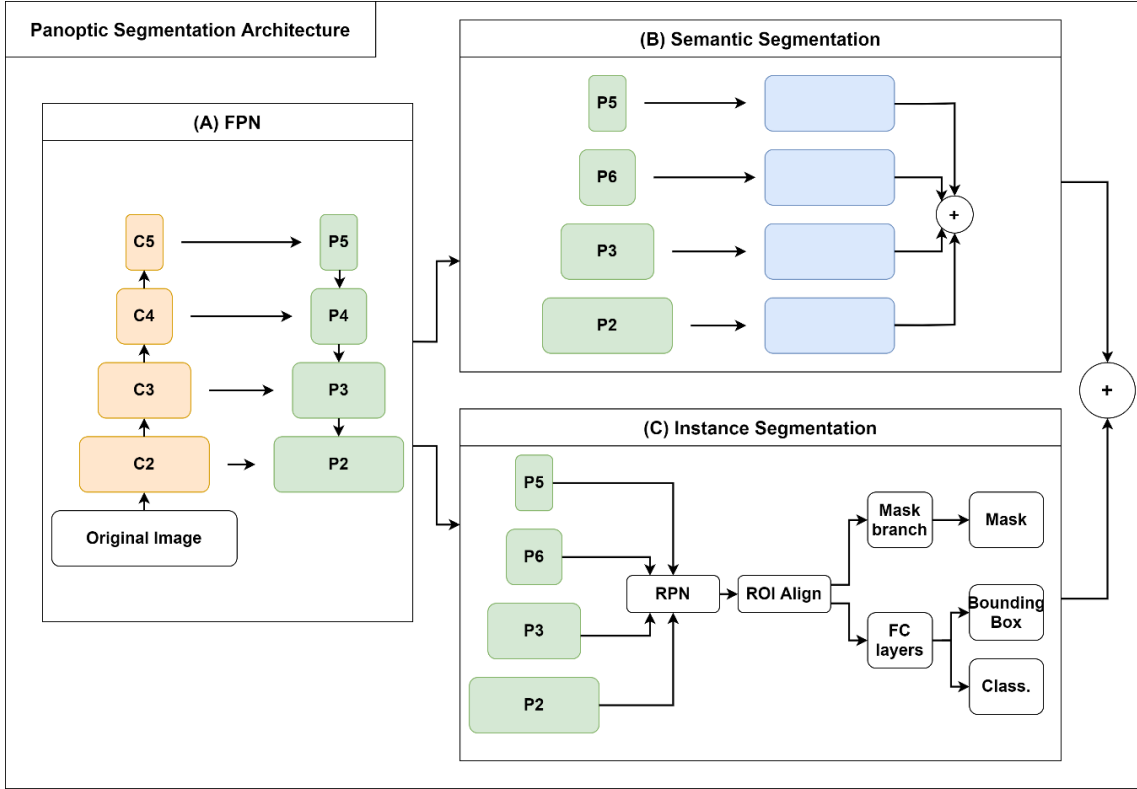 Panoptic Segmentation Architecture
(A) FPN
C5
P5
C4
P4
C3
P3
C2
P2
Original Image
(B) Semantic Segmentation
P5
P6
P3
P2
+
(C) Instance Segmentation
P5
P6
P3
P2
RPN
ROI Align
Mask
branch
Mask
FC
layers
Bounding
Box
Class.
+